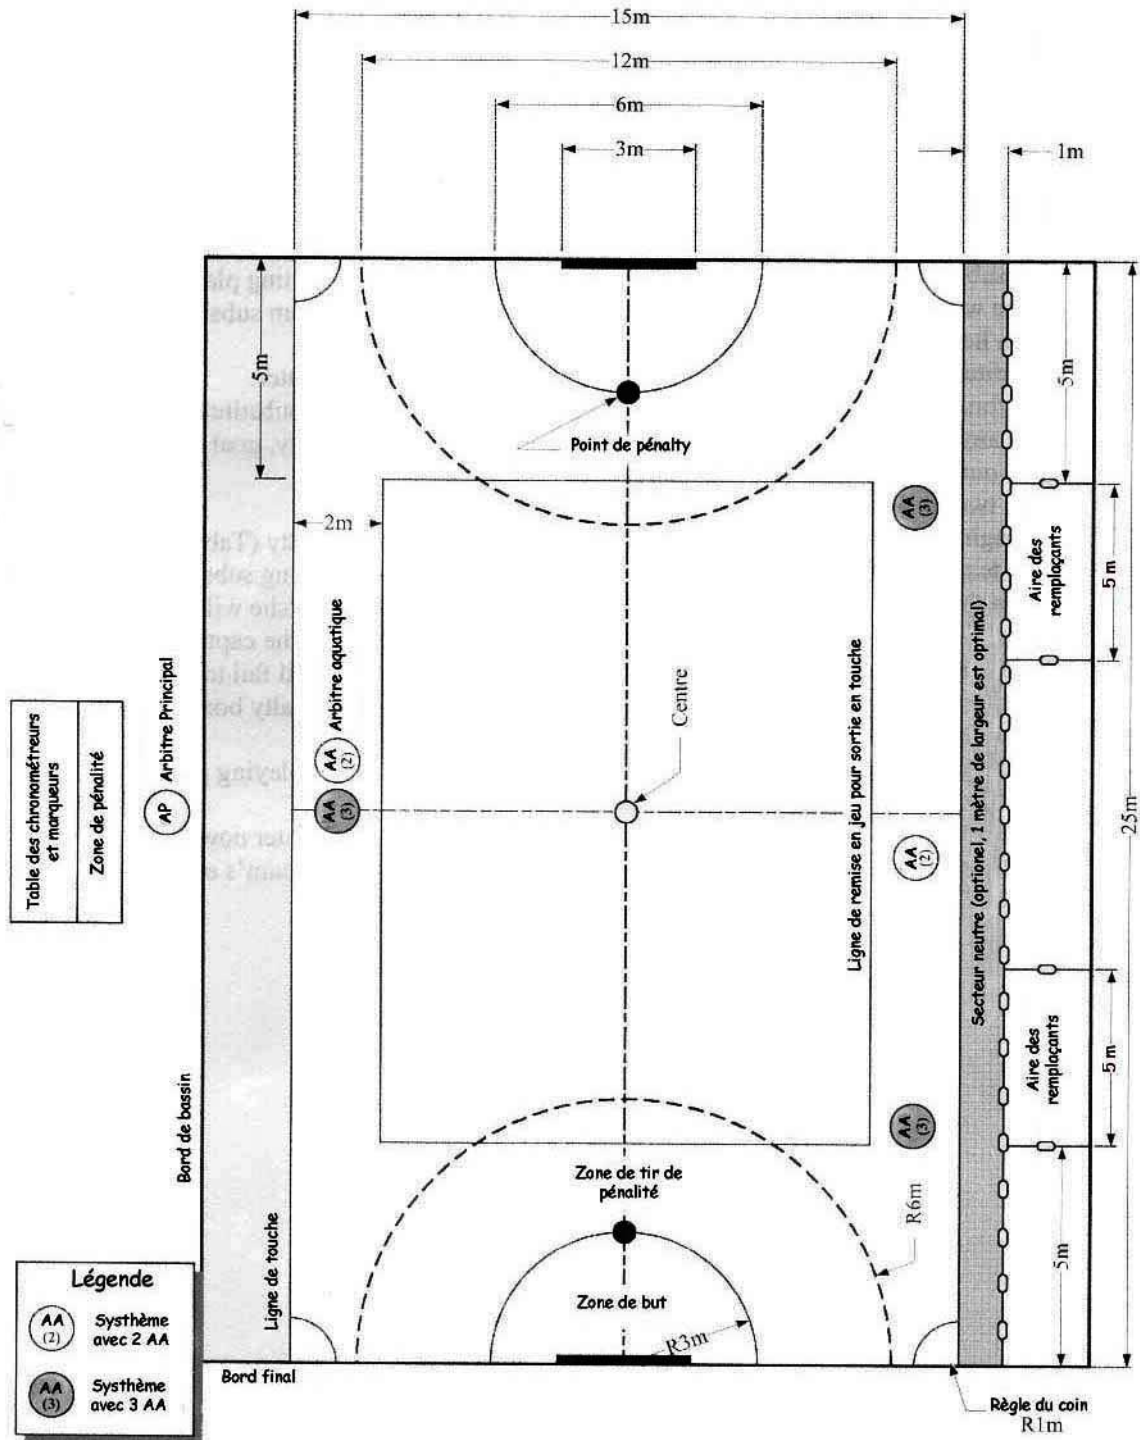 15m
12m
6m
3m
1m
5m
5m
Point de pénalty
2m
AA
(3)
Aire des
remplaçants
5 m
Table des chronométreurs
et marqueurs
Zone de pénalité
AP
Arbitre Principal
AA
(2)
Arbitre aquatique
AA
(3)
Centre
AA
(2)
Ligne de remise en jeu pour sortie en touche
Secteur neutre (optionel, 1 mètre de largeur est optimal)
25m
Aire des
remplaçants
5 m
AA
(3)
Bord de bassin
Ligne de touche
Zone de tir de
pénalité
R6m
5m
Zone de but
R3m
Bord final
Règle du coin
R1m
Légende
AA
(2)
Systhème
avec 2 AA
AA
(3)
Systhème
avec 3 AA